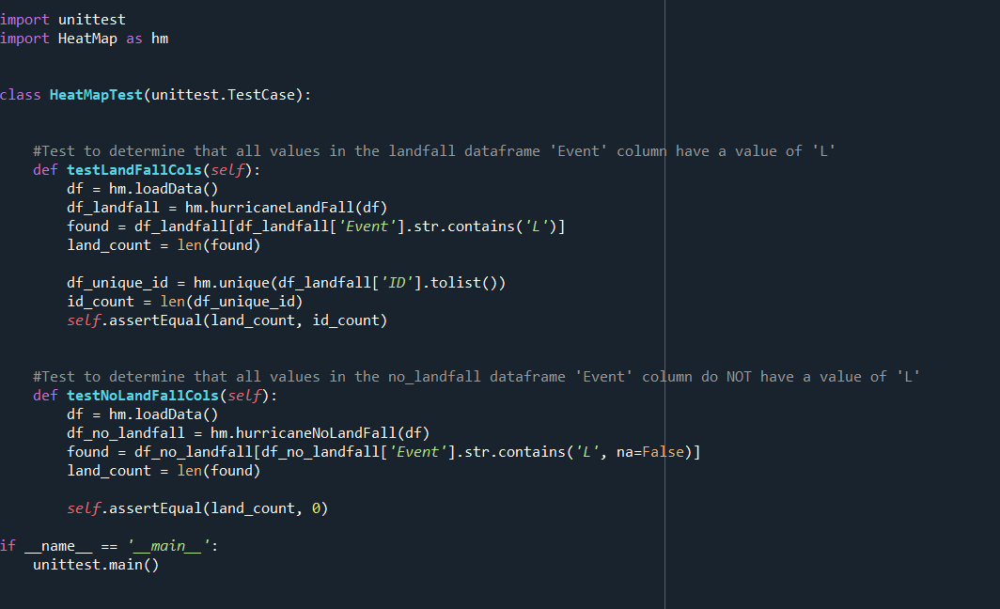 import unittest
import HeatMap as hm
class HeatMapTest(unittest.TestCase):
#Test to determine that all values in the landfall dataframe 'Event' column have a value of 'L'
def testLandFallCols(self):
df = hm.loadData()
df_landfall = hm.hurricaneLandFall(df)
found = df_landfall[df_landfall['Event'].str.contains('L')]
land_count = len(found)
df_unique_id = hm.unique(df_landfall['ID'].tolist())
id_count = len(df_unique_id)
self.assertEqual(land_count, id_count)
#Test to determine that all values in the no_landfall dataframe 'Event' column do NOT have a value of 'L'
def testNoLandFallCols(self):
df = hm.loadData()
df_no_landfall = hm.hurricaneNoLandFall(df)
found = df_no_landfall[df_no_landfall['Event'].str.contains('L', na=False)]
land_count = len(found)
self.assertEqual(land_count, 0)
if __name__ == '__main__':
unittest.main()